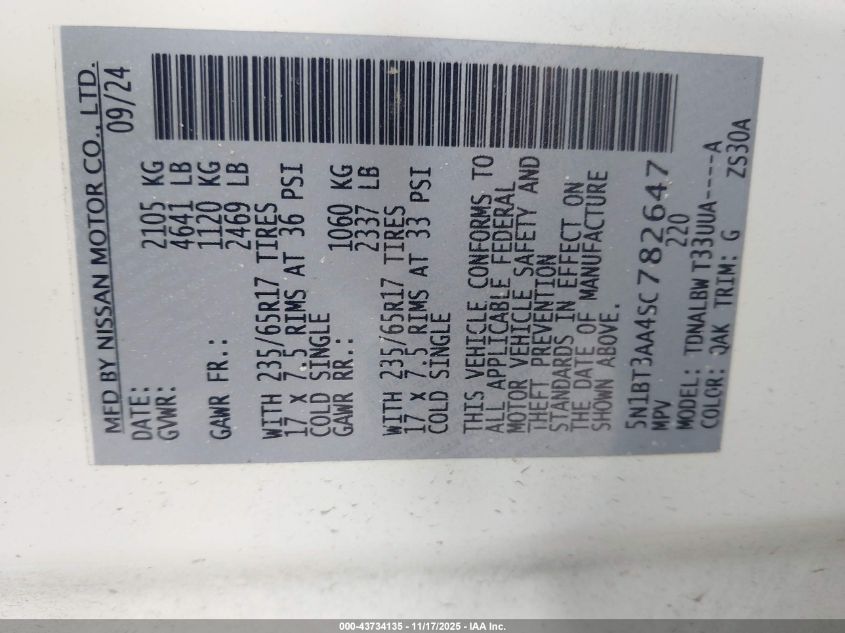 MFD BY NISSAN MOTOR CO., LTD.
DATE: 09/24
GVWR: 2105 KG
4641 LB
GAWR FR.: 1120 KG
2469 LB
WITH 235/65R17 TIRES
17 X 7.5 RIMS AT 36 PSI
COLD SINGLE
GAWR RR.: 1060 KG
2337 LB
WITH 235/65R17 TIRES
17 X 7.5 RIMS AT 33 PSI
COLD SINGLE
THIS VEHICLE CONFORMS TO
ALL APPLICABLE FEDERAL
MOTOR VEHICLE SAFETY AND
THEFT PREVENTION
STANDARDS IN EFFECT ON
THE DATE OF MANUFACTURE
SHOWN ABOVE.
5N1BT3AA4SC782647
MPV 220
MODEL: TDNALBW T33UUA----A
COLOR: QAK TRIM: G ZS30A
000-43734135 - 11/17/2025 - IAA Inc.